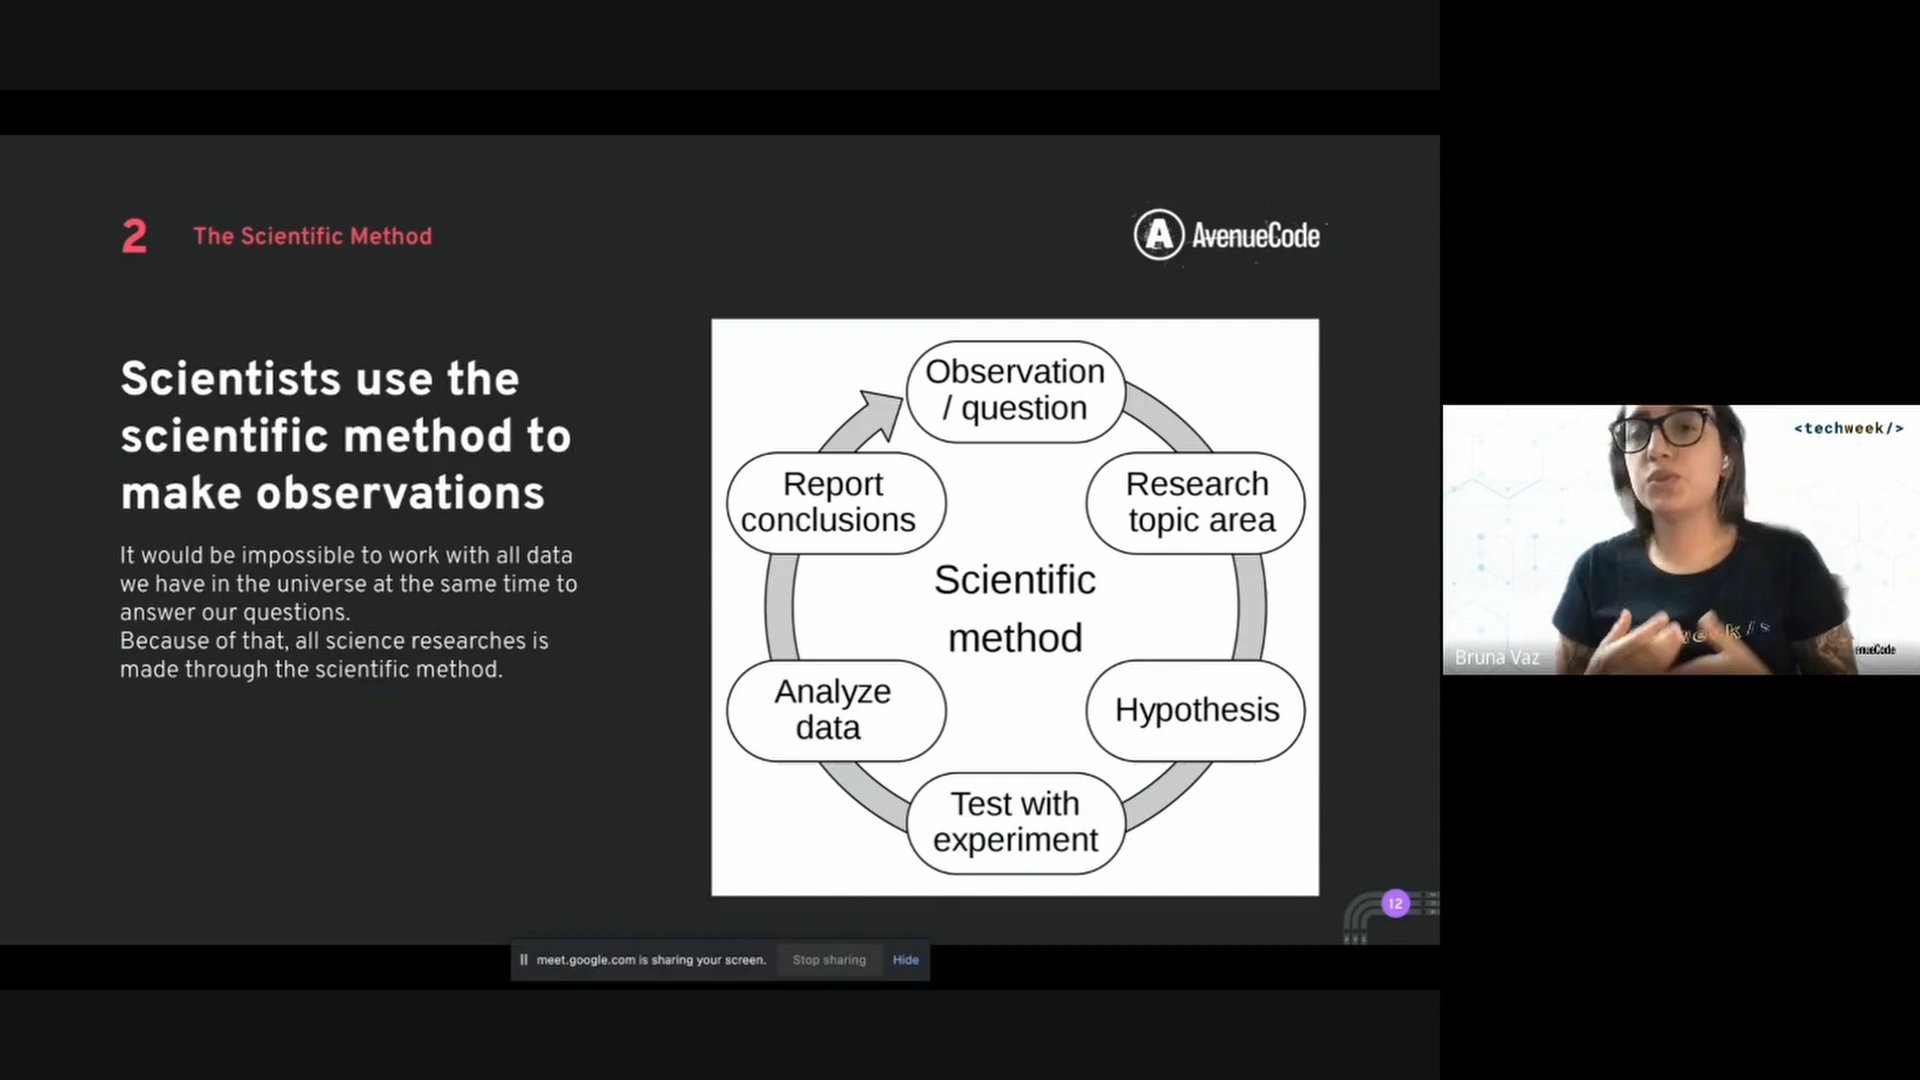 2 The Scientific Method
A AvenueCode
Scientists use the
scientific method to
make observations
It would be impossible to work with all data
we have in the universe at the same time to
answer our questions.
Because of that, all science researches is
made through the scientific method.
Observation
/ question
Research
topic area
Hypothesis
Test with
experiment
Analyze
data
Report
conclusions
Scientific
method
12
meet.google.com is sharing your screen. Stop sharing Hide
<techweek/>
Bruna Vaz